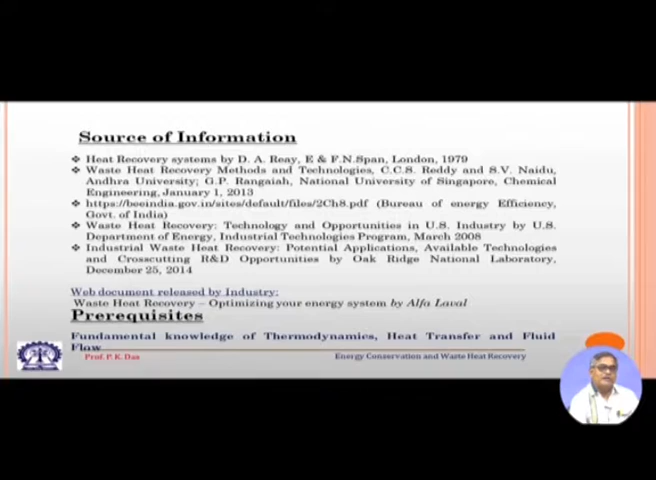 Source of Information
❖ Heat Recovery systems by D. A. Reay, E & F.N.Span, London, 1979
❖ Waste Heat Recovery Methods and Technologies, C.C.S. Reddy and S.V. Naidu,
Andhra University; G.P. Rangaiah, National University of Singapore, Chemical
Engineering, January 1, 2013
❖ https://beeindia.gov.in/sites/default/files/2Ch8.pdf (Bureau of energy Efficiency,
Govt. of India)
❖ Waste Heat Recovery: Technology and Opportunities in U.S. Industry by U.S.
Department of Energy, Industrial Technologies Program, March 2008
❖ Industrial Waste Heat Recovery: Potential Applications, Available Technologies
and Crosscutting R&D Opportunities by Oak Ridge National Laboratory,
December 25, 2014
Web document released by Industry:
Waste Heat Recovery – Optimizing your energy system by Alfa Laval
Prerequisites
Fundamental knowledge of Thermodynamics, Heat Transfer and Fluid
Flow
Prof. P. K. Das
Energy Conservation and Waste Heat Recovery